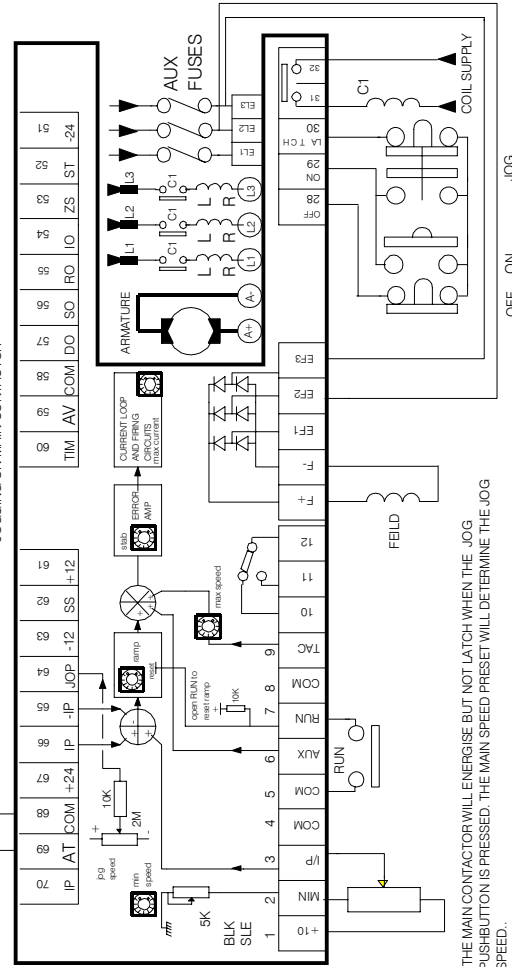 70 69 68 67 66 65 64 63 62 61
IP AT COM +24 IP -IP JOP -12 SS +12
60 59 58 57 56 55 54 53 52 51
TIM AV COM DO SO RO IO ZS ST -24
jog
speed
10K
2M
min
speed
5K
BLK
SLE
ramp
reset
open RUN to
reset ramp
10K
max speed
stab
ERROR
AMP
CURRENT LOOP
AND FIRING
CIRCUITS
max current
ARMATURE
A+ A- L1 L2 L3
L1 L2 L3
C1 C1 C1
L L L
R R R
AUX
FUSES
EL1 EL2 EL3
1 2 3 4 5 6 7 8 9 10 11 12
+10 MIN I/P COM COM AUX RUN COM TAC
F+ F- EF1 EF2 EF3
28 29 30 31 32
OFF ON LATCH
RUN
FEILD
C1
COIL SUPPLY
OFF ON JOG
THE MAIN CONTACTOR WILL ENERGISE BUT NOT LATCH WHEN THE JOG
PUSHBUTTON IS PRESSED. THE MAIN SPEED PRESET WILL DETERMINE THE JOG
SPEED..